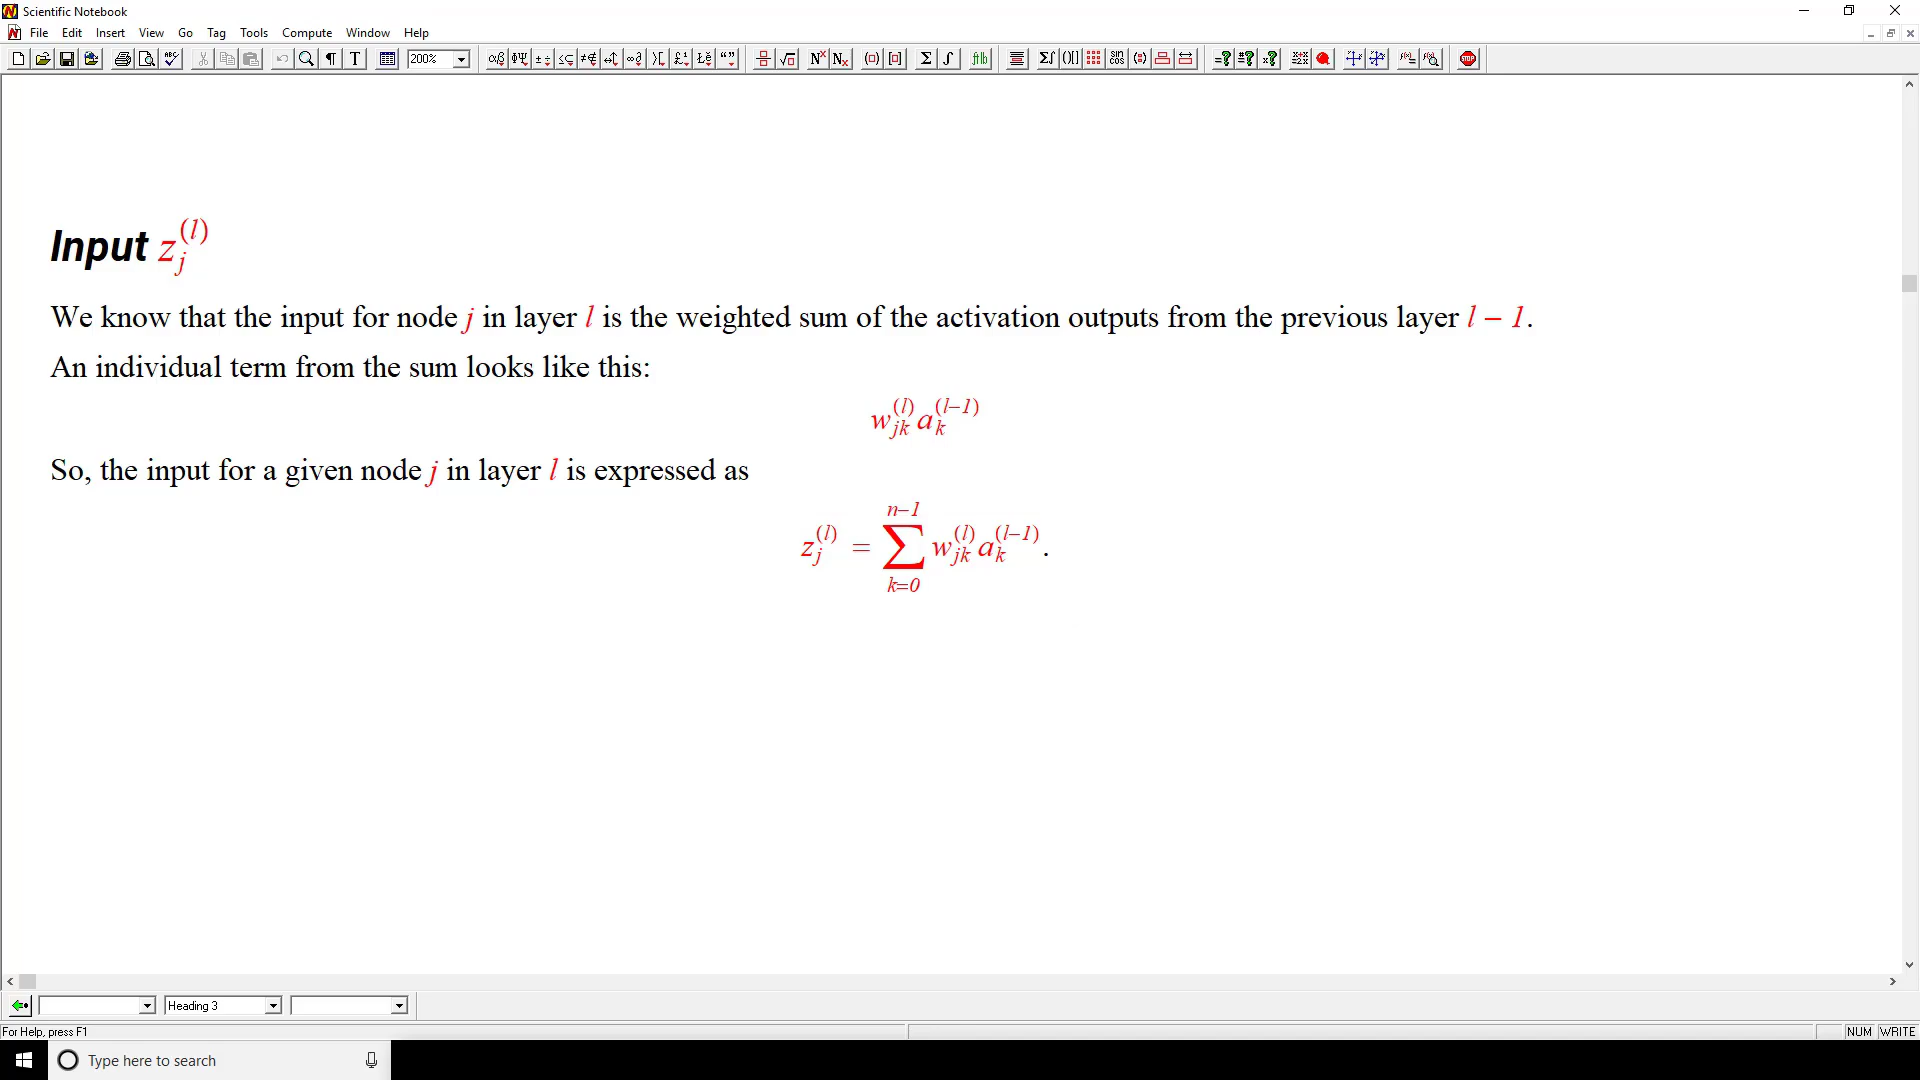 Scientific Notebook
File Edit Insert View Go Tag Tools Compute Window Help
200%
Input z_j^{(l)}
We know that the input for node j in layer l is the weighted sum of the activation outputs from the previous layer l − 1.
An individual term from the sum looks like this:
w_{jk}^{(l)} a_k^{(l−1)}
So, the input for a given node j in layer l is expressed as
z_j^{(l)} = ∑_{k=0}^{n−1} w_{jk}^{(l)} a_k^{(l−1)}.
Heading 3
For Help, press F1 NUM WRITE
Type here to search